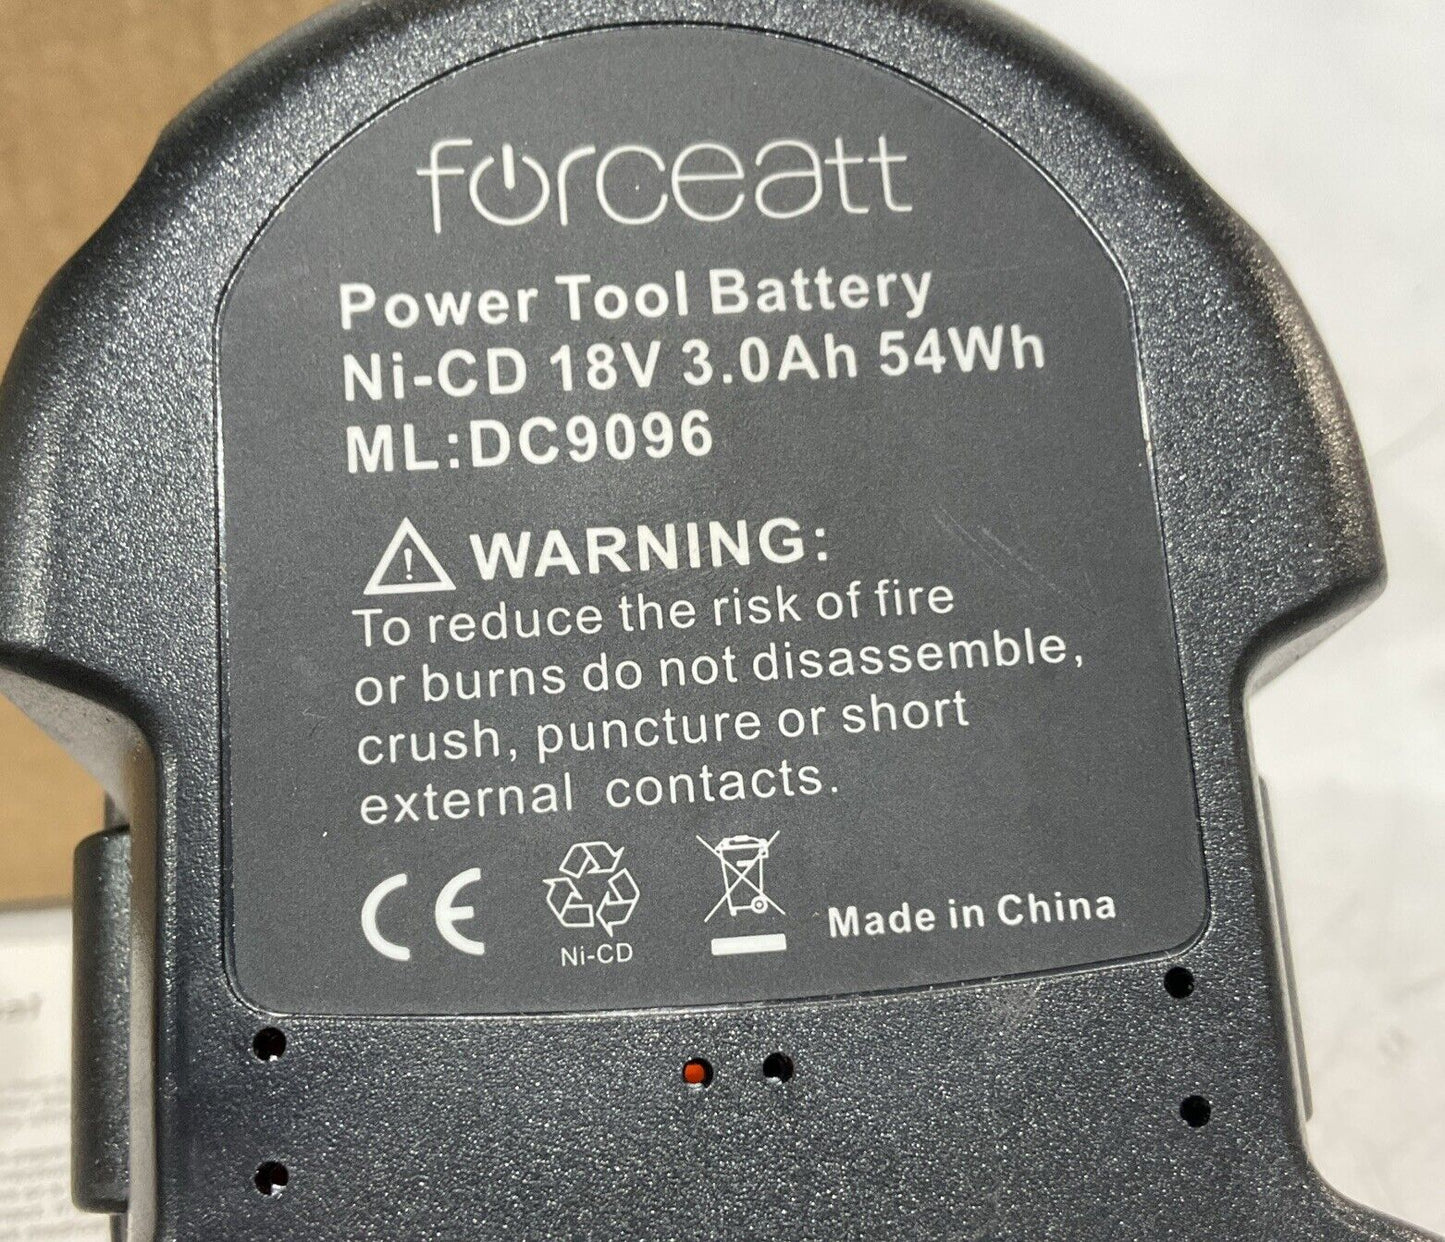 forceatt
Power Tool Battery
Ni-CD 18V 3.0Ah 54Wh
ML:DC9096
WARNING:
To reduce the risk of fire
or burns do not disassemble,
crush, puncture or short
external contacts.
CE
Ni-CD
Made in China